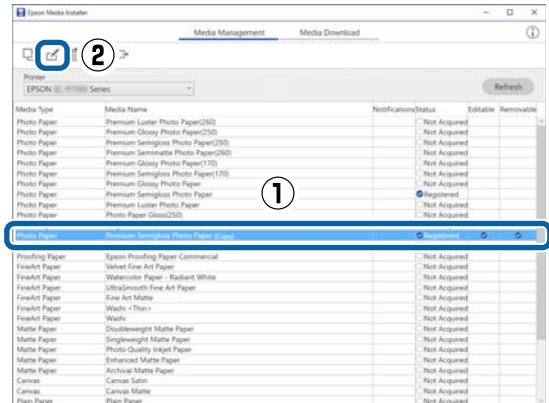 Epson Media Installer
Media Management Media Download
②
Printer
EPSON Series
Refresh
Media Type Media Name Notifications Status Editable Removable
Photo Paper Premium Luster Photo Paper(260) Not Acquired
Photo Paper Premium Glossy Photo Paper(250) Not Acquired
Photo Paper Premium Semigloss Photo Paper(250) Not Acquired
Photo Paper Premium Semimatte Photo Paper(260) Not Acquired
Photo Paper Premium Glossy Photo Paper(170) Not Acquired
Photo Paper Premium Semigloss Photo Paper(170) Not Acquired
Photo Paper Premium Glossy Photo Paper Not Acquired
Photo Paper Premium Semigloss Photo Paper Registered
Photo Paper Premium Luster Photo Paper Not Acquired
Photo Paper Photo Paper Gloss(250) Not Acquired
①
Photo Paper Premium Semigloss Photo Paper (Copy) Registered
Proofing Paper Epson Proofing Paper Commercial Not Acquired
FineArt Paper Velvet Fine Art Paper Not Acquired
FineArt Paper Watercolor Paper - Radiant White Not Acquired
FineArt Paper UltraSmooth Fine Art Paper Not Acquired
FineArt Paper Fine Art Matte Not Acquired
FineArt Paper Washi <Thin> Not Acquired
FineArt Paper Washi Not Acquired
Matte Paper Doubleweight Matte Paper Not Acquired
Matte Paper Singleweight Matte Paper Not Acquired
Matte Paper Photo Quality Inkjet Paper Not Acquired
Matte Paper Enhanced Matte Paper Not Acquired
Matte Paper Archival Matte Paper Not Acquired
Canvas Canvas Satin Not Acquired
Canvas Canvas Matte Not Acquired
Plain Paper Plain Paper Not Acquired